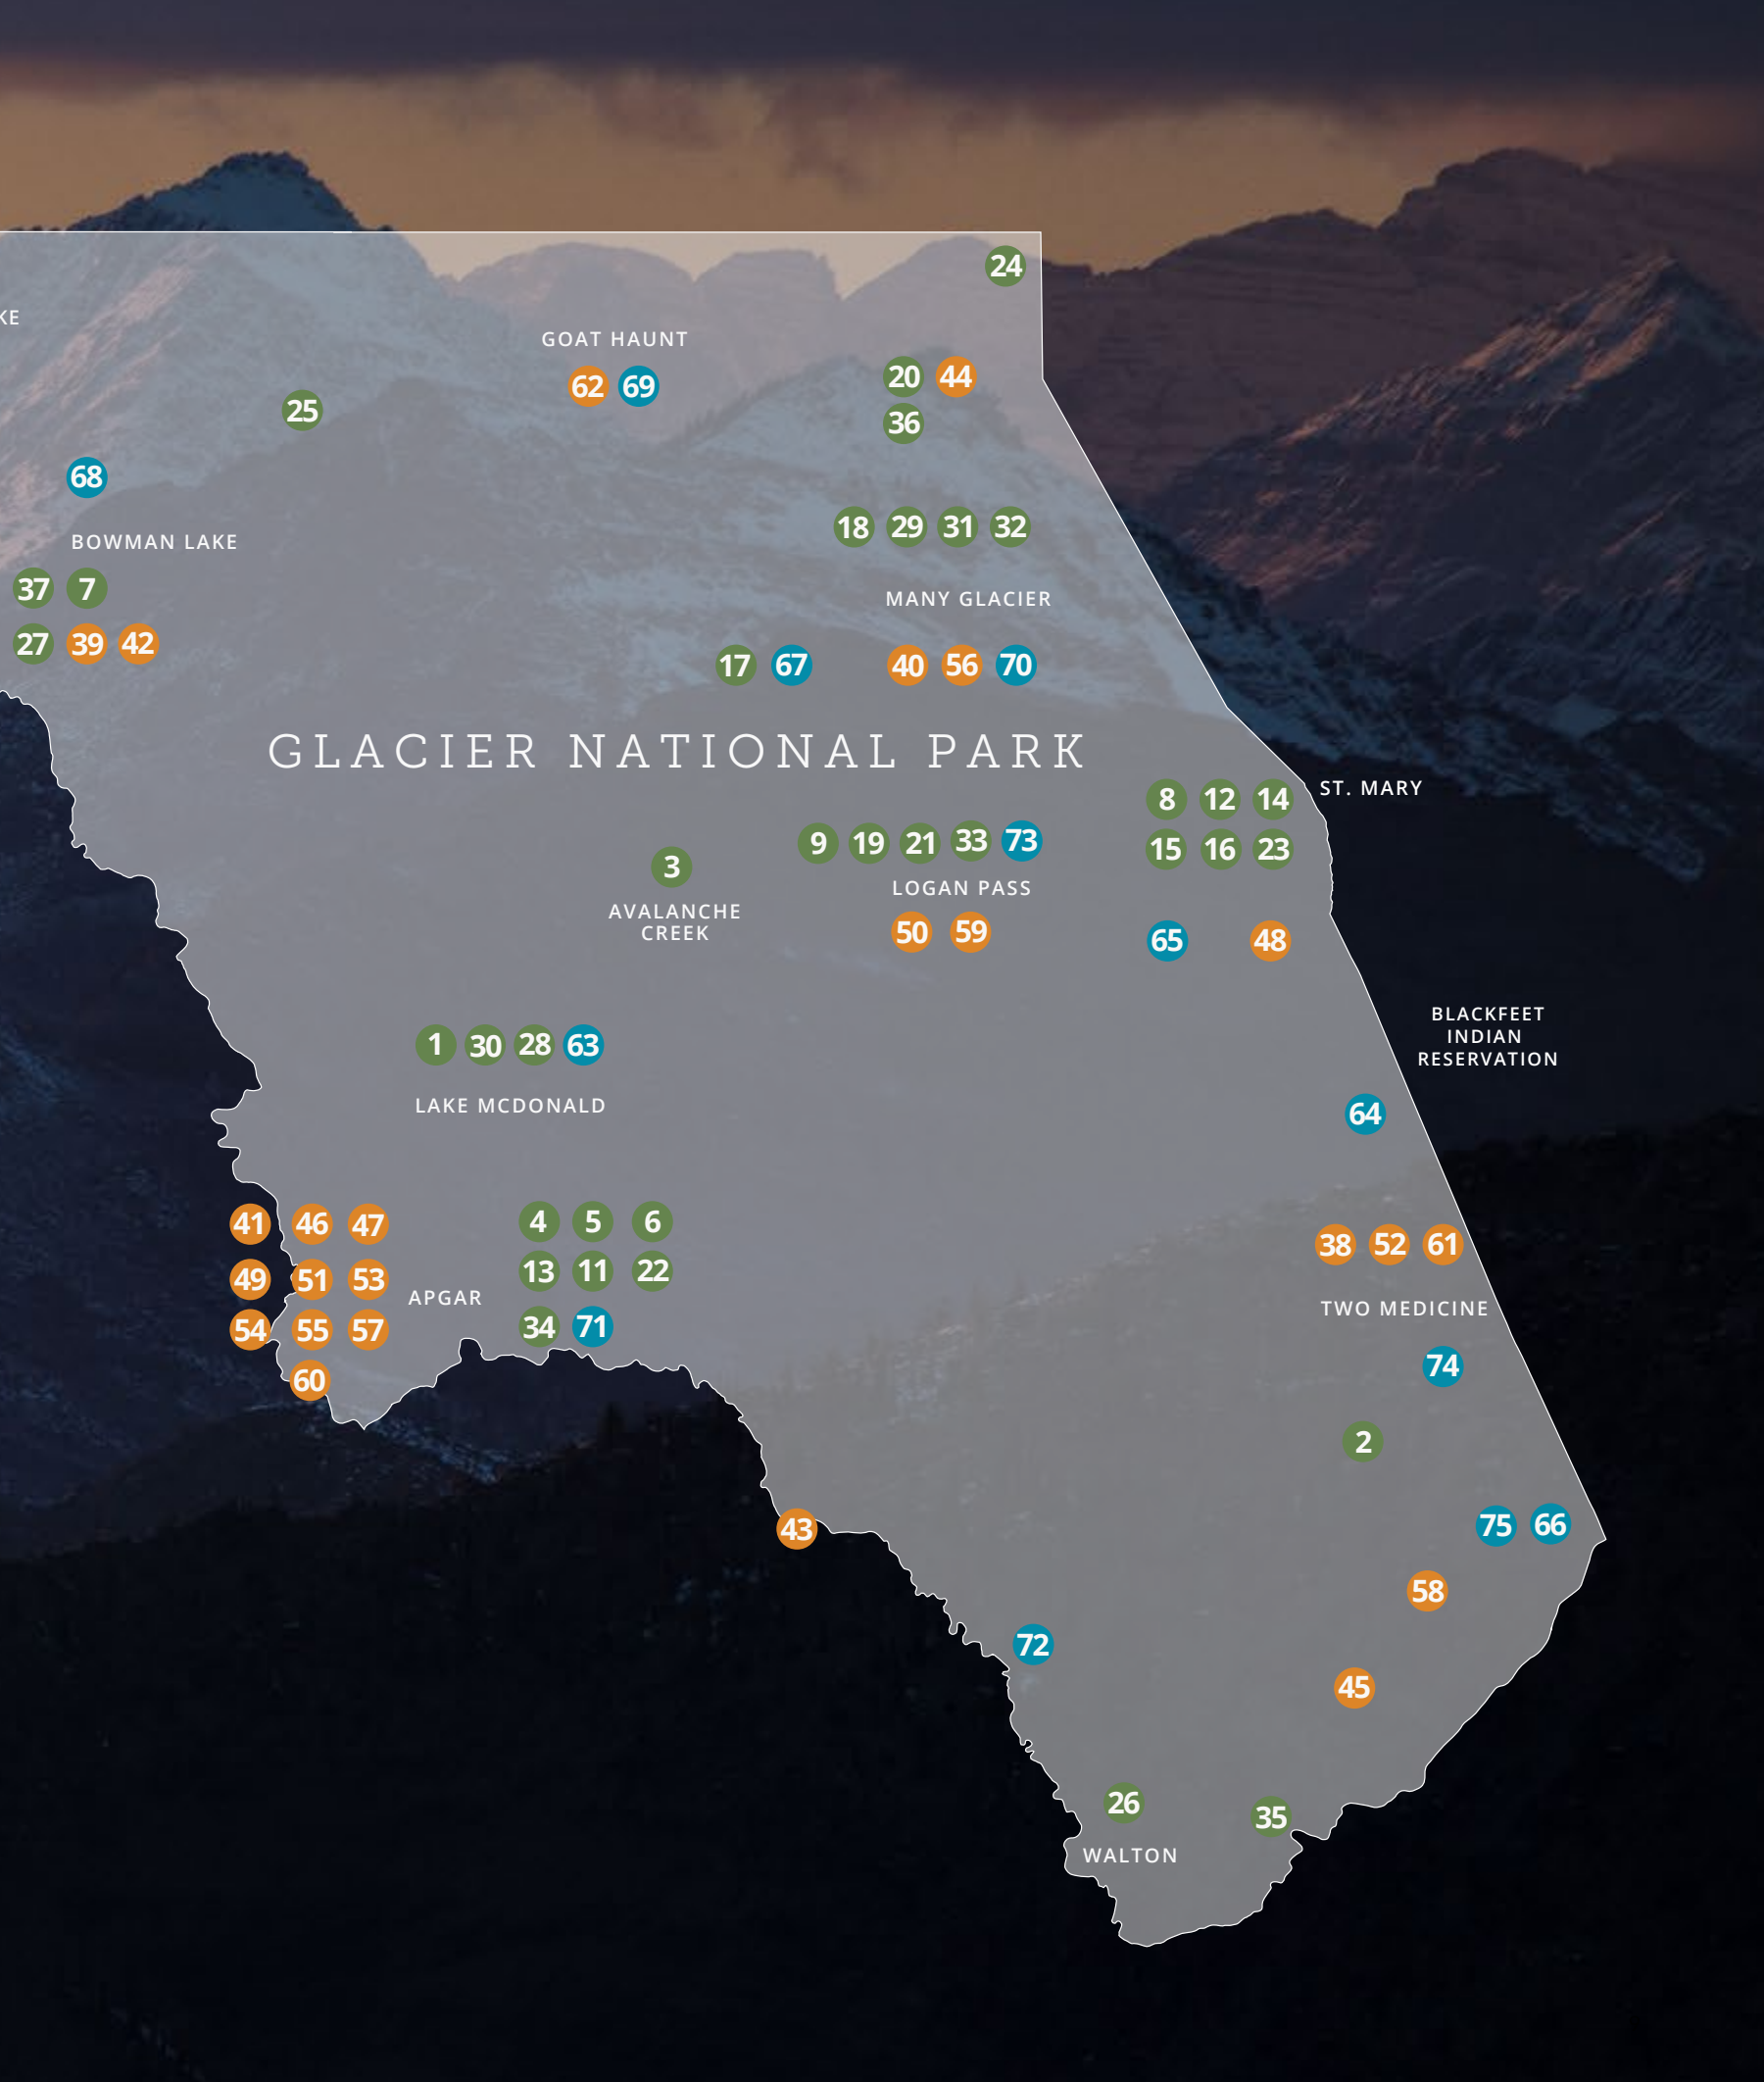 24
KE
GOAT HAUNT
20 44
62 69
25
36
68
18 29 31 32
BOWMAN LAKE
37 7
MANY GLACIER
27 39 42
17 67 40 56 70
GLACIER NATIONAL PARK
ST. MARY
8 12 14
9 19 21 33 73
15 16 23
3
LOGAN PASS
AVALANCHE
CREEK
50 59
65 48
BLACKFEET
INDIAN
RESERVATION
1 30 28 63
LAKE MCDONALD
64
41 46 47
4 5 6
38 52 61
49 51 53
13 11 22
APGAR
TWO MEDICINE
54 55 57
34 71
74
60
2
43
75 66
58
72
45
26
35
WALTON